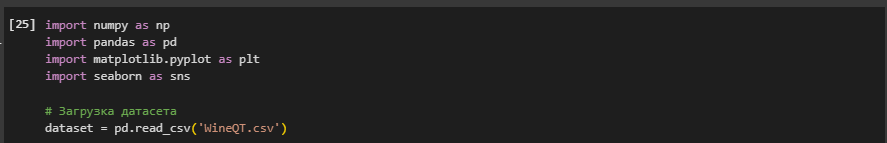 [25] import numpy as np
import pandas as pd
import matplotlib.pyplot as plt
import seaborn as sns
# Загрузка датасета
dataset = pd.read_csv('WineQT.csv')